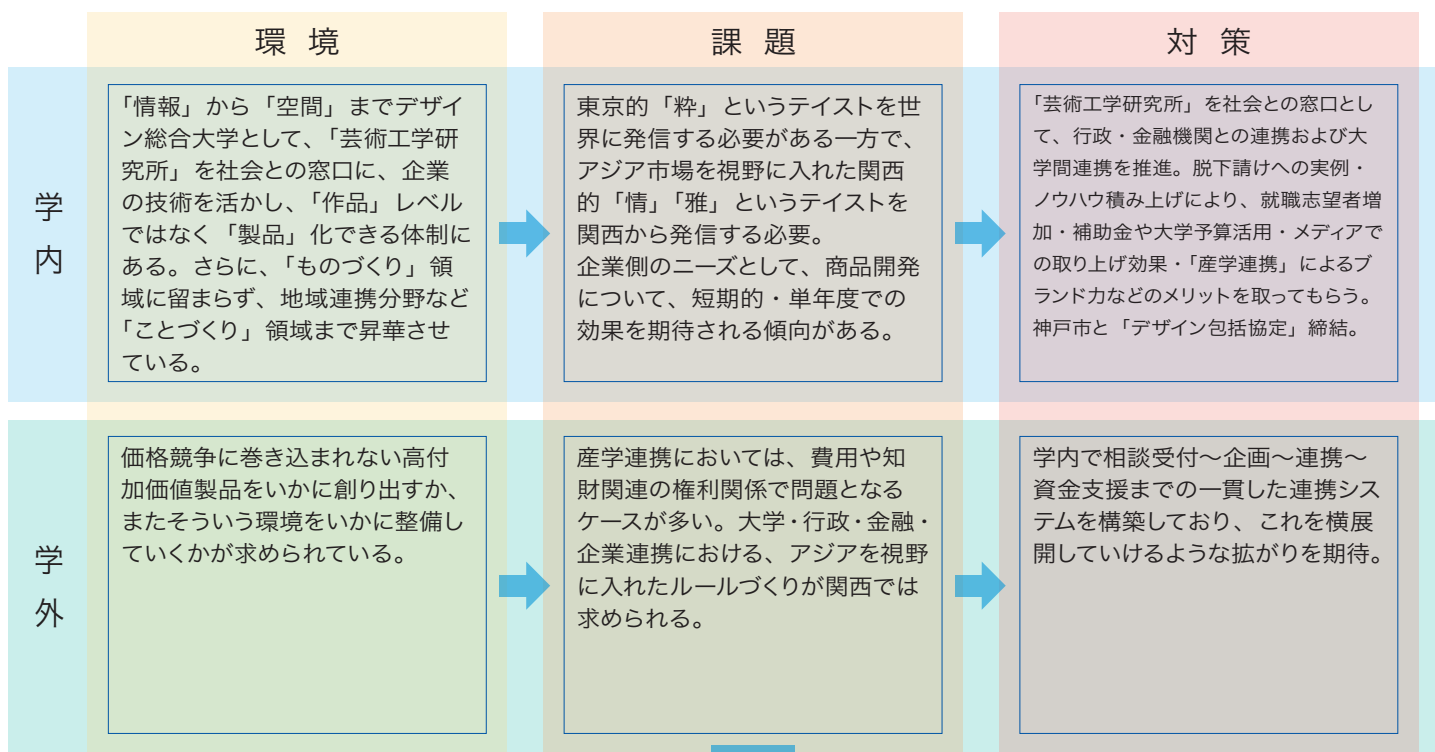 環境
課題
対策
学内
「情報」から「空間」までデザイ
ン総合大学として、「芸術工学研
究所」を社会との窓口に、企業
の技術を活かし、「作品」レベル
ではなく「製品」化できる体制に
ある。さらに、「ものづくり」領
域に留まらず、地域連携分野など
「ことづくり」領域まで昇華させ
ている。
東京的「粋」というテイストを世
界に発信する必要がある一方で、
アジア市場を視野に入れた関西
的「情」「雅」というテイストを
関西から発信する必要。
企業側のニーズとして、商品開発
について、短期的・単年度での
効果を期待される傾向がある。
「芸術工学研究所」を社会との窓口とし
て、行政・金融機関との連携および大
学間連携を推進。脱下請けへの実例・
ノウハウ積み上げにより、就職志望者増
加・補助金や大学予算活用・メディアで
の取り上げ効果・「産学連携」によるブ
ランド力などのメリットを取ってもらう。
神戸市と「デザイン包括協定」締結。
学外
価格競争に巻き込まれない高付
加価値製品をいかに創り出すか、
またそういう環境をいかに整備し
ていくかが求められている。
産学連携においては、費用や知
財関連の権利関係で問題となる
ケースが多い。大学・行政・金融・
企業連携における、アジアを視野
に入れたルールづくりが関西では
求められる。
学内で相談受付～企画～連携～
資金支援までの一貫した連携シス
テムを構築しており、これを横展
開していけるような拡がりを期待。